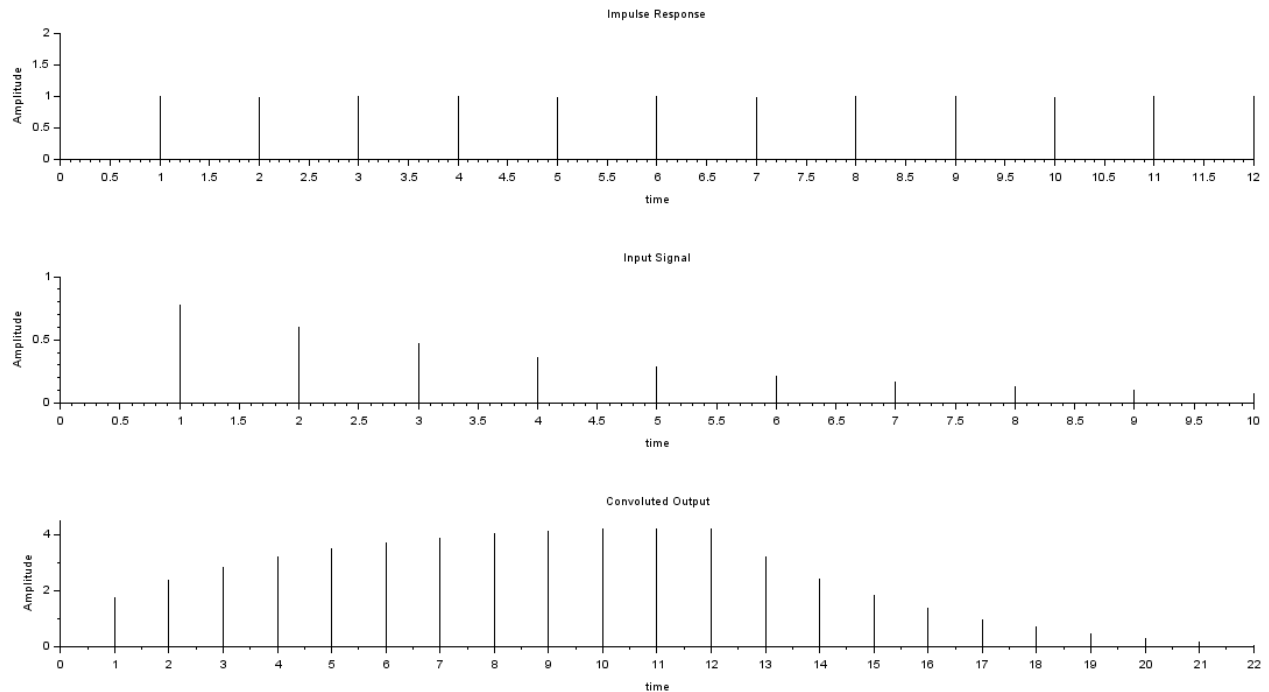 Impulse Response
2
1.5
1
0.5
0
Amplitude
0 0.5 1 1.5 2 2.5 3 3.5 4 4.5 5 5.5 6 6.5 7 7.5 8 8.5 9 9.5 10 10.5 11 11.5 12
time
Input Signal
1
0.5
0
Amplitude
0 0.5 1 1.5 2 2.5 3 3.5 4 4.5 5 5.5 6 6.5 7 7.5 8 8.5 9 9.5 10
time
Convoluted Output
4
2
0
Amplitude
0 1 2 3 4 5 6 7 8 9 10 11 12 13 14 15 16 17 18 19 20 21 22
time